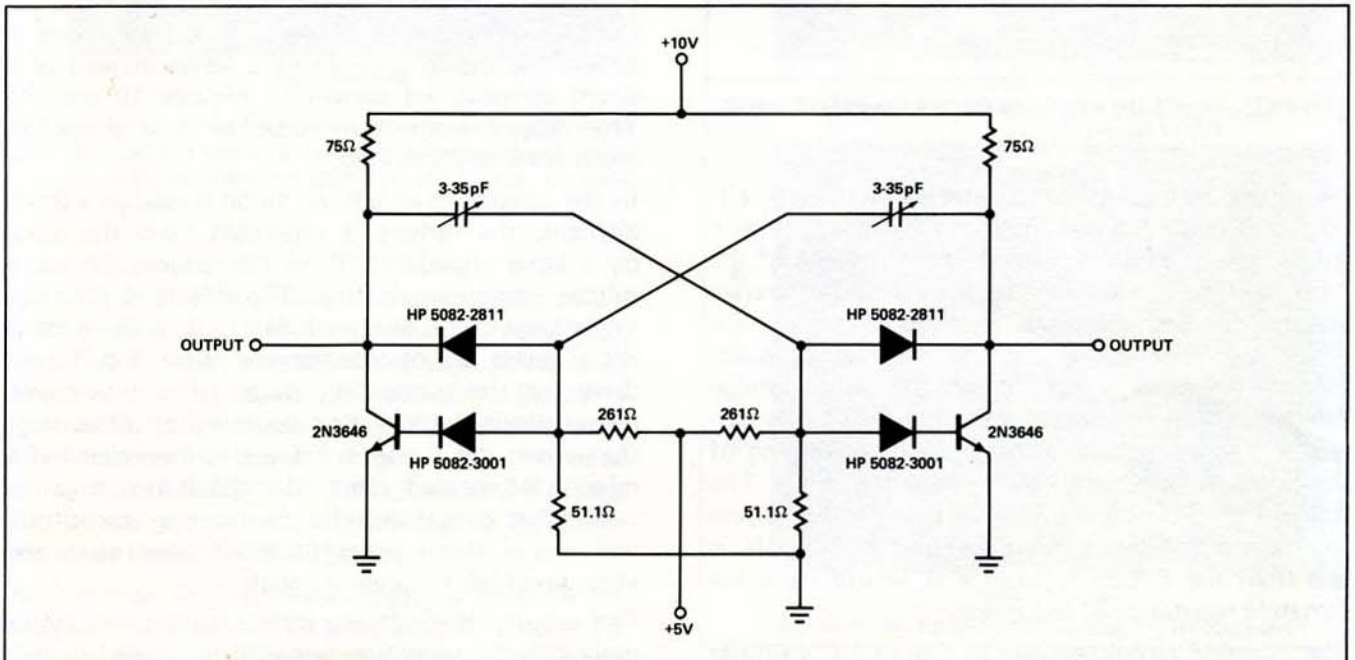 +10V
75Ω
75Ω
3-35pF
3-35pF
HP 5082-2811
HP 5082-2811
OUTPUT
OUTPUT
261Ω
261Ω
2N3646
2N3646
HP 5082-3001
HP 5082-3001
51.1Ω
51.1Ω
+5V